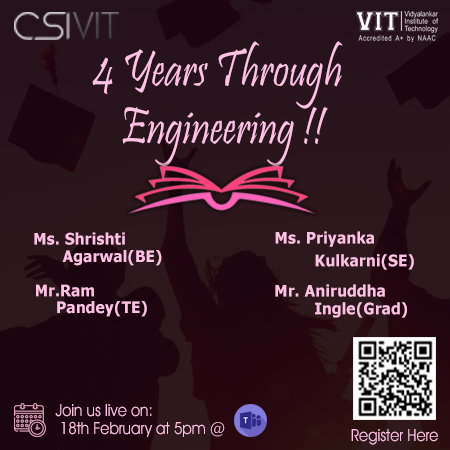 CSIVIT
VIT
Vidyalankar
Institute of
Technology
Accredited A+ by NAAC
4 Years Through
Engineering !!
Ms. Shrishti
Agarwal(BE)
Ms. Priyanka
Kulkarni(SE)
Mr.Ram
Pandey(TE)
Mr. Aniruddha
Ingle(Grad)
Join us live on:
18th February at 5pm @
T
Register Here